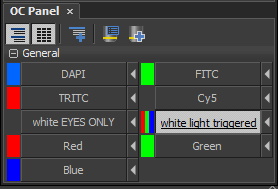 OC Panel
General
DAPI
FITC
TRITC
Cy5
white EYES ONLY
white light triggered
Red
Green
Blue